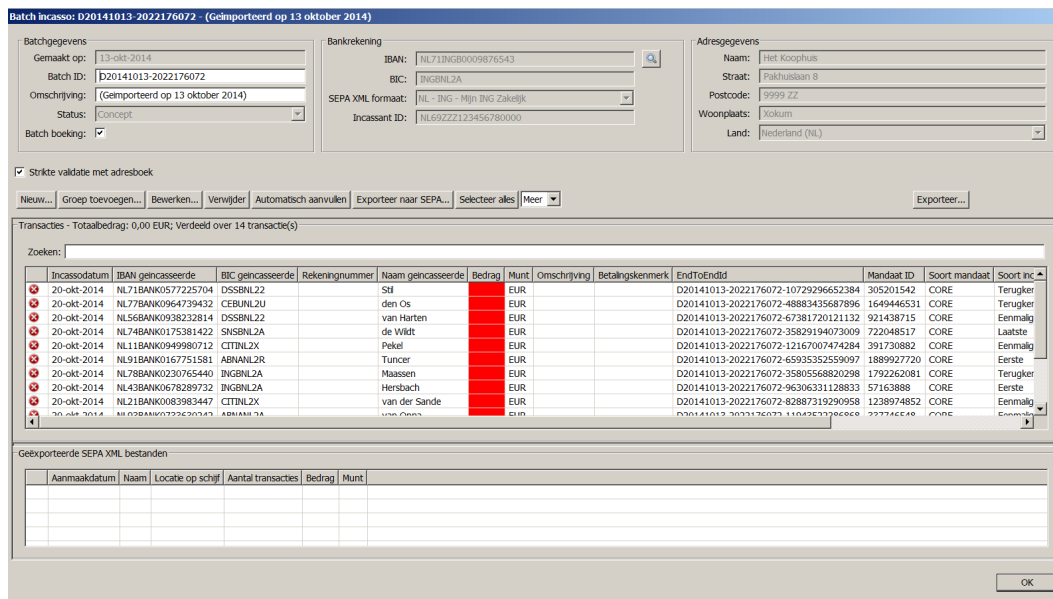 Batch incasso: D20141013-2022176072 - (Geimporteerd op 13 oktober 2014)
Batchgegevens
Gemaakt op: 13-okt-2014
Batch ID: D20141013-2022176072
Omschrijving: (Geimporteerd op 13 oktober 2014)
Status: Concept
Batch boeking:
Bankrekening
IBAN: NL71INGB0009876543
BIC: INGBNL2A
SEPA XML formaat: NL - ING - Mijn ING Zakelijk
Incassant ID: NL69ZZZ123456780000
Adresgegevens
Naam: Het Koophuis
Straat: Pakhuislaan 8
Postcode: 9999 ZZ
Woonplaats: Xokum
Land: Nederland (NL)
Strikte validatie met adresboek
Nieuw... Groep toevoegen... Bewerken... Verwijder Automatisch aanvullen Exporteer naar SEPA... Selecteer alles Meer Exporteer...
Transacties - Totaalbedrag: 0,00 EUR; Verdeeld over 14 transactie(s)
Zoeken:
Incassodatum IBAN geincasseerde BIC geincasseerde Rekeningnummer Naam geincasseerde Bedrag Munt Omschrijving Betalingskenmerk EndToEndId Mandaat ID Soort mandaat Soort inc
20-okt-2014 NL71BANK0577225704 DSSBNL22 Stil EUR D20141013-2022176072-10729296652384 305201542 CORE Terugker
20-okt-2014 NL77BANK0964739432 CEBUNL2U den Os EUR D20141013-2022176072-48883435687896 1649446531 CORE Terugker
20-okt-2014 NL56BANK0938232814 DSSBNL22 van Harten EUR D20141013-2022176072-67381720121132 921438715 CORE Eenmalig
20-okt-2014 NL74BANK0175381422 SNSBNL2A de Wildt EUR D20141013-2022176072-35829194073009 722048517 CORE Laatste
20-okt-2014 NL11BANK0949980712 CITINL2X Pekel EUR D20141013-2022176072-12167007474284 391730882 CORE Eenmalig
20-okt-2014 NL91BANK0167751581 ABNANL2R Tuncer EUR D20141013-2022176072-65935352559097 1889927720 CORE Eerste
20-okt-2014 NL78BANK0230765440 INGBNL2A Maassen EUR D20141013-2022176072-35805568820298 1792262081 CORE Terugker
20-okt-2014 NL43BANK0678289732 INGBNL2A Hersbach EUR D20141013-2022176072-96306331128833 57163888 CORE Eerste
20-okt-2014 NL21BANK0083983447 CITINL2X van der Sande EUR D20141013-2022176072-82887319290958 1238974852 CORE Eenmalig
20-okt-2014 ABNANL2A EUR CORE Eenmalig
Geëxporteerde SEPA XML bestanden
Aanmaakdatum Naam Locatie op schijf Aantal transacties Bedrag Munt
OK